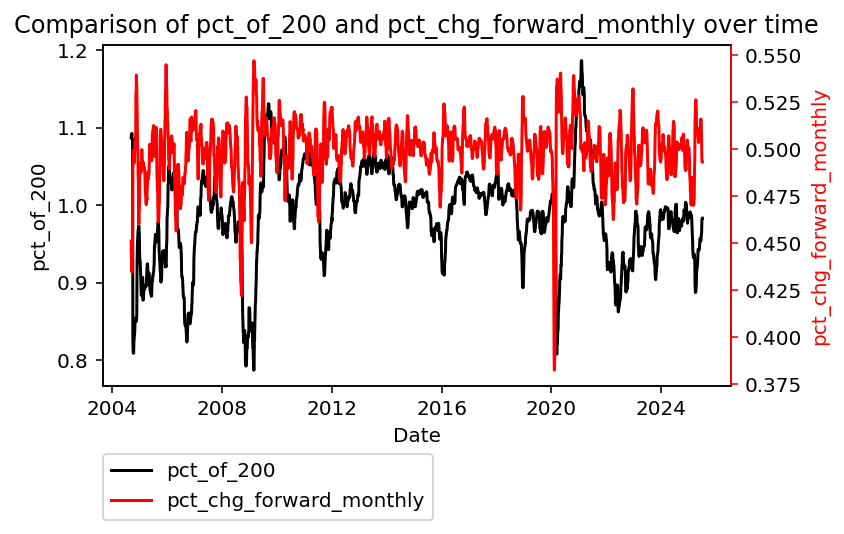 Comparison of pct_of_200 and pct_chg_forward_monthly over time
1.2
1.1
1.0
0.9
0.8
pct_of_200
0.550
0.525
0.500
0.475
0.450
0.425
0.400
0.375
pct_chg_forward_monthly
2004 2008 2012 2016 2020 2024
Date
pct_of_200
pct_chg_forward_monthly